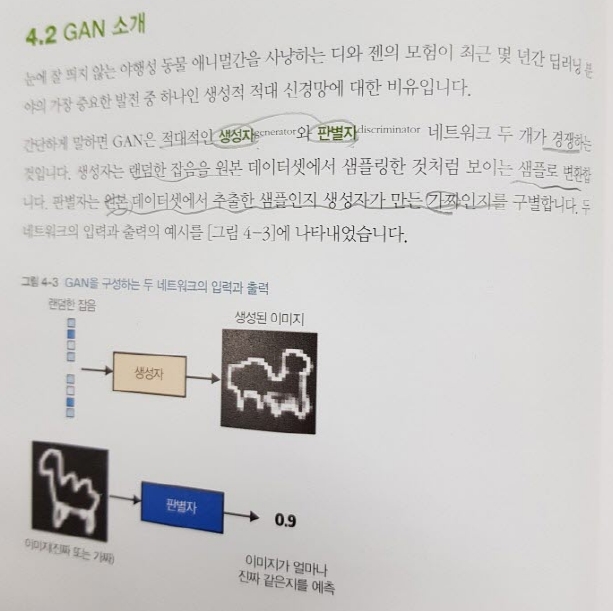 4.2 GAN 소개
눈에 잘 띄지 않는 야행성 동물 애니멀간을 사냥하는 디와 젠의 모험이 최근 몇 년간 딥러닝 분
야의 가장 중요한 발전 중 하나인 생성적 적대 신경망에 대한 비유입니다.
간단하게 말하면 GAN은 적대적인 생성자generator와 판별자discriminator 네트워크 두 개가 경쟁하는
것입니다. 생성자는 랜덤한 잡음을 원본 데이터셋에서 샘플링한 것처럼 보이는 샘플로 변환합
니다. 판별자는 원본 데이터셋에서 추출한 샘플인지 생성자가 만든 가짜인지를 구별합니다. 두
네트워크의 입력과 출력의 예시를 [그림 4-3]에 나타내었습니다.
그림 4-3 GAN을 구성하는 두 네트워크의 입력과 출력
랜덤한 잡음
생성된 이미지
생성자
판별자
0.9
이미지(진짜 또는 가짜)
이미지가 얼마나
진짜 같은지를 예측